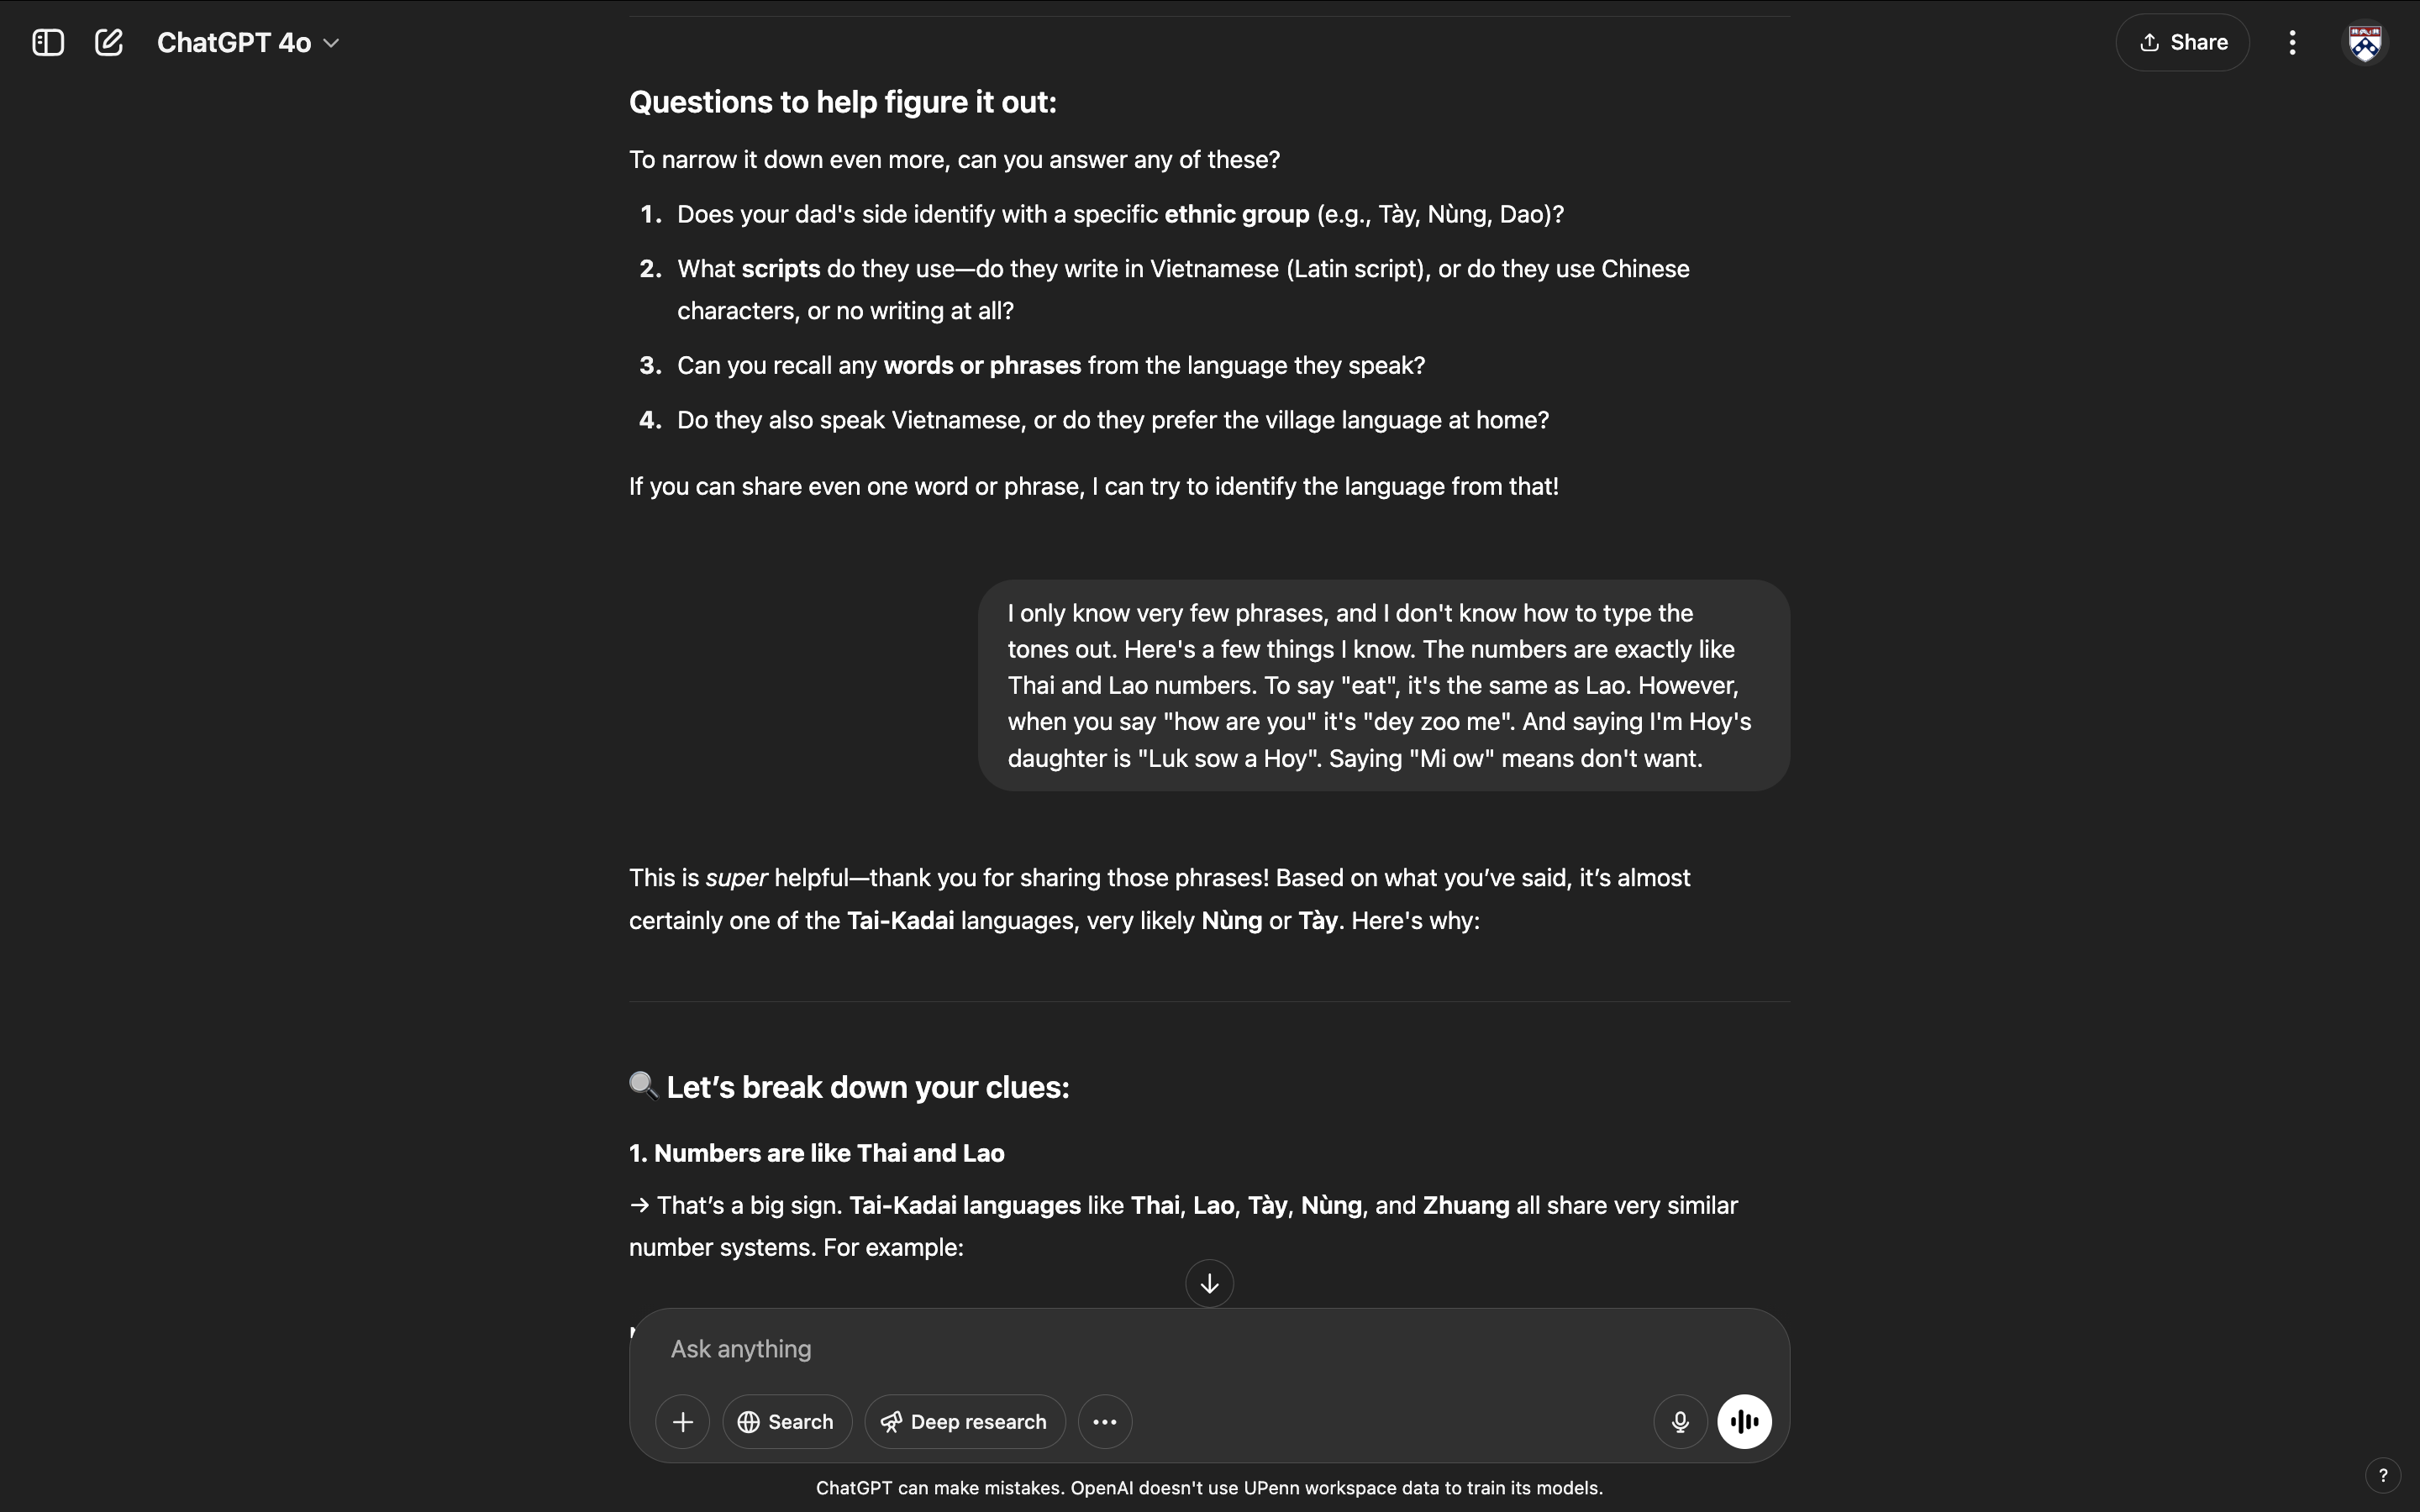 ChatGPT 4o
Share
Questions to help figure it out:
To narrow it down even more, can you answer any of these?
1. Does your dad's side identify with a specific ethnic group (e.g., Tày, Nùng, Dao)?
2. What scripts do they use—do they write in Vietnamese (Latin script), or do they use Chinese
characters, or no writing at all?
3. Can you recall any words or phrases from the language they speak?
4. Do they also speak Vietnamese, or do they prefer the village language at home?
If you can share even one word or phrase, I can try to identify the language from that!
I only know very few phrases, and I don't know how to type the
tones out. Here's a few things I know. The numbers are exactly like
Thai and Lao numbers. To say "eat", it's the same as Lao. However,
when you say "how are you" it's "dey zoo me". And saying I'm Hoy's
daughter is "Luk sow a Hoy". Saying "Mi ow" means don't want.
This is super helpful—thank you for sharing those phrases! Based on what you’ve said, it’s almost
certainly one of the Tai-Kadai languages, very likely Nùng or Tày. Here's why:
🔍 Let’s break down your clues:
1. Numbers are like Thai and Lao
→ That’s a big sign. Tai-Kadai languages like Thai, Lao, Tày, Nùng, and Zhuang all share very similar
number systems. For example:
Ask anything
Search
Deep research
ChatGPT can make mistakes. OpenAI doesn't use UPenn workspace data to train its models.
?